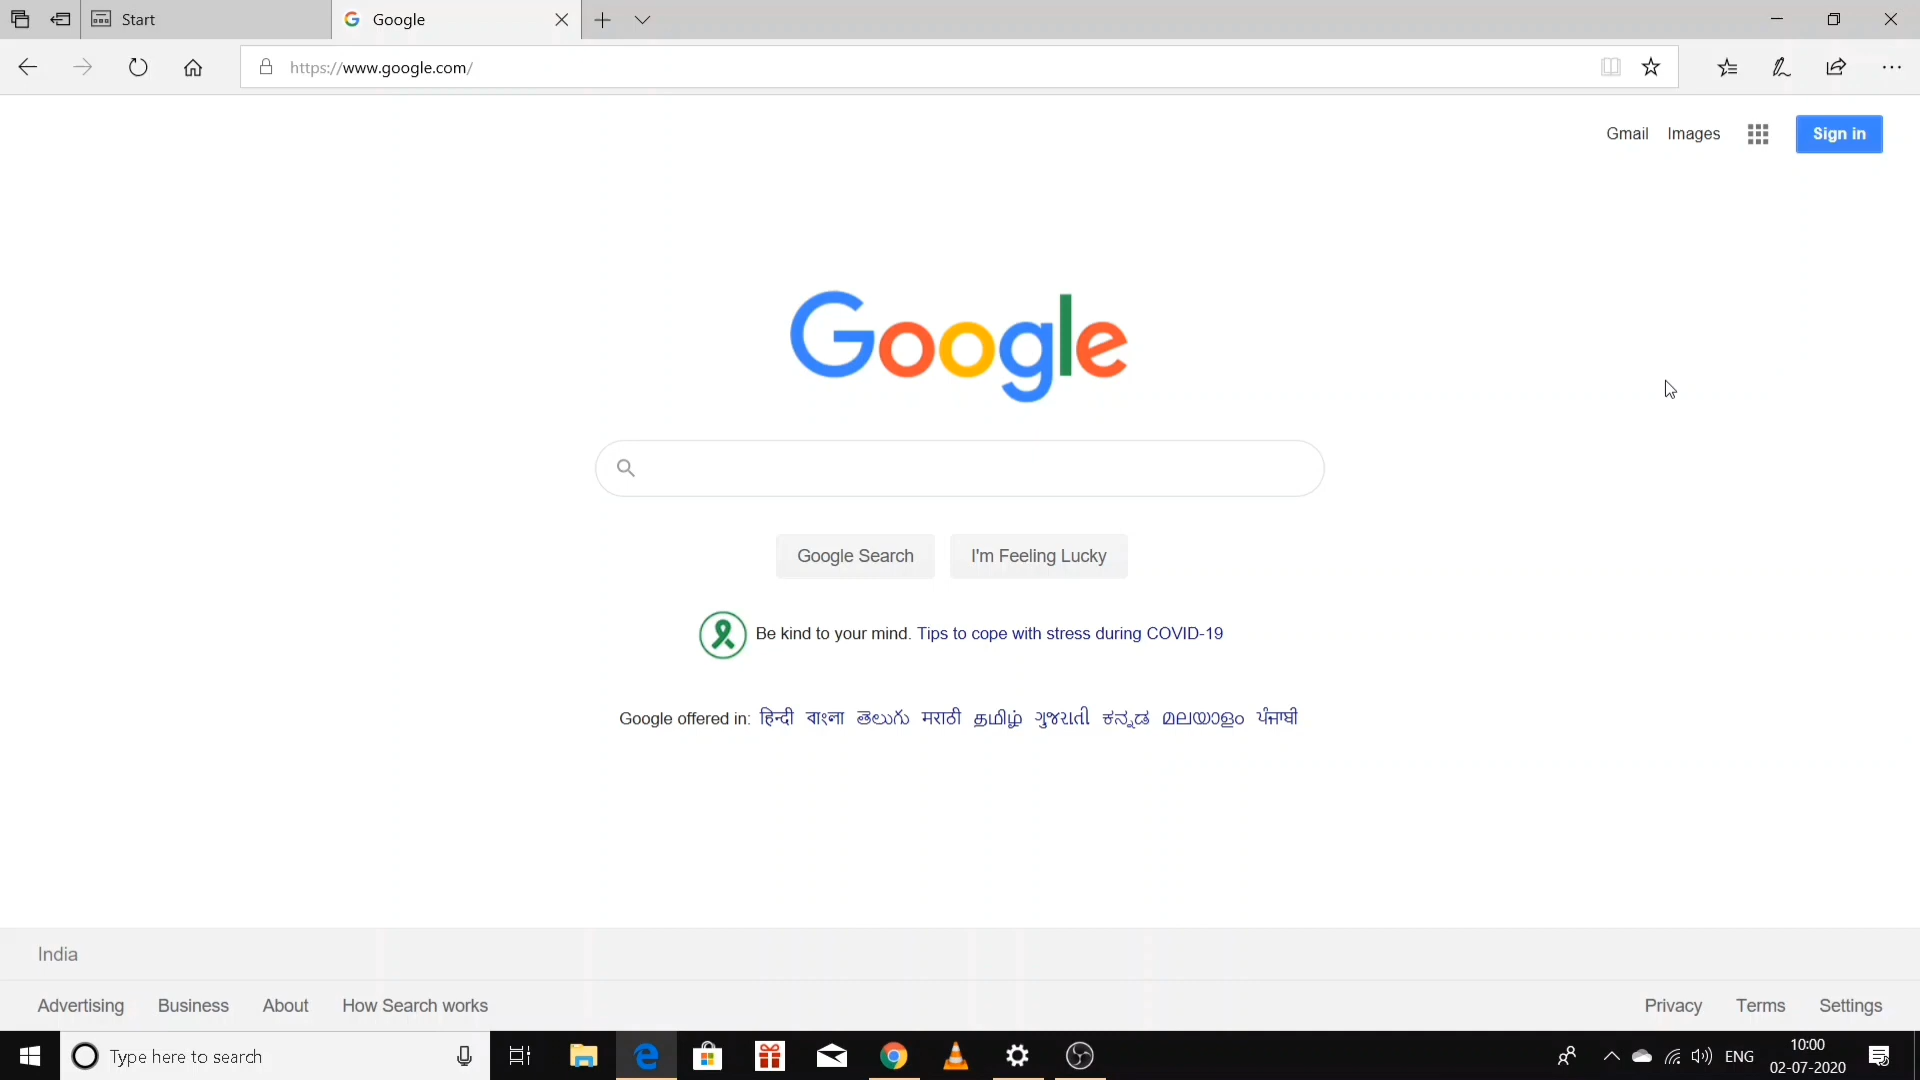 Start
Google
https://www.google.com/
Gmail Images Sign in
Google
Google Search I'm Feeling Lucky
Be kind to your mind. Tips to cope with stress during COVID-19
Google offered in: हिन्दी বাংলা తెలుగు मराठी தமிழ் ગુજરાતી ಕನ್ನಡ മലയാളം ਪੰਜਾਬੀ
India
Advertising Business About How Search works Privacy Terms Settings
Type here to search
ENG
10:00
02-07-2020